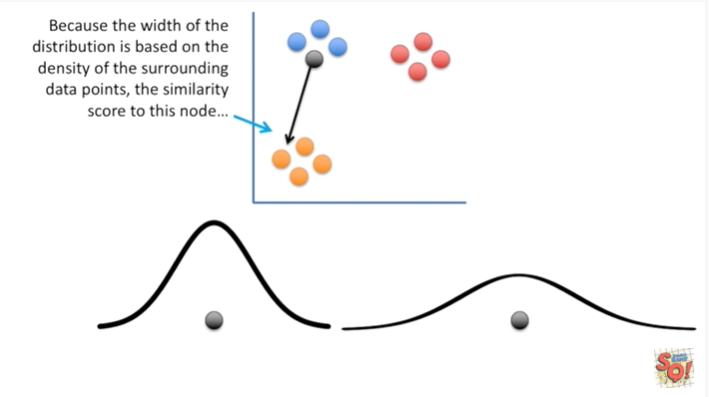 Because the width of the
distribution is based on the
density of the surrounding
data points, the similarity
score to this node...
SQ!